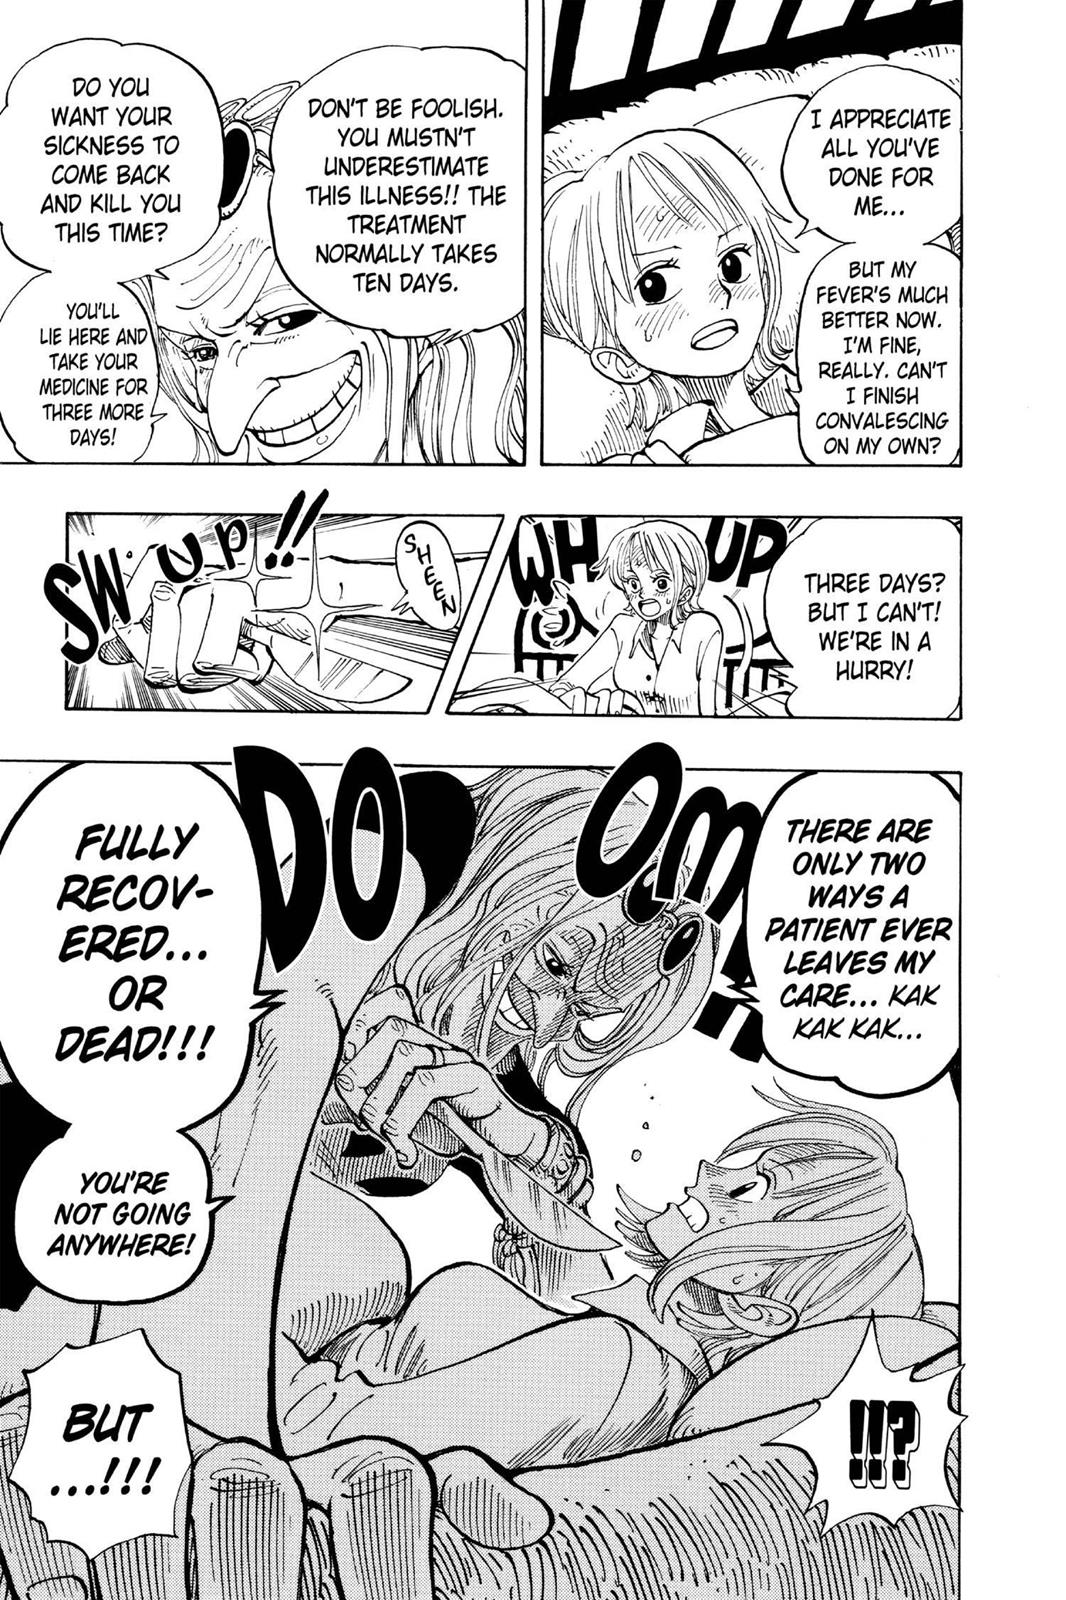 I APPRECIATE
ALL YOU'VE
DONE FOR
ME...
BUT MY
FEVER'S MUCH
BETTER NOW.
I'M FINE,
REALLY. CAN'T
I FINISH
CONVALESCING
ON MY OWN?
DON'T BE FOOLISH.
YOU MUSTN'T
UNDERESTIMATE
THIS ILLNESS!! THE
TREATMENT
NORMALLY TAKES
TEN DAYS.
DO YOU
WANT YOUR
SICKNESS TO
COME BACK
AND KILL YOU
THIS TIME?
YOU'LL
LIE HERE AND
TAKE YOUR
MEDICINE FOR
THREE MORE
DAYS!
THREE DAYS?
BUT I CAN'T!
WE'RE IN A
HURRY!
WHUP
SHEEN
SWUP!!
THERE ARE
ONLY TWO
WAYS A
PATIENT EVER
LEAVES MY
CARE... KAK
KAK KAK...
DOOM
FULLY
RECOV-
ERED...
OR
DEAD!!!
YOU'RE
NOT GOING
ANYWHERE!
!!?
BUT
...!!!